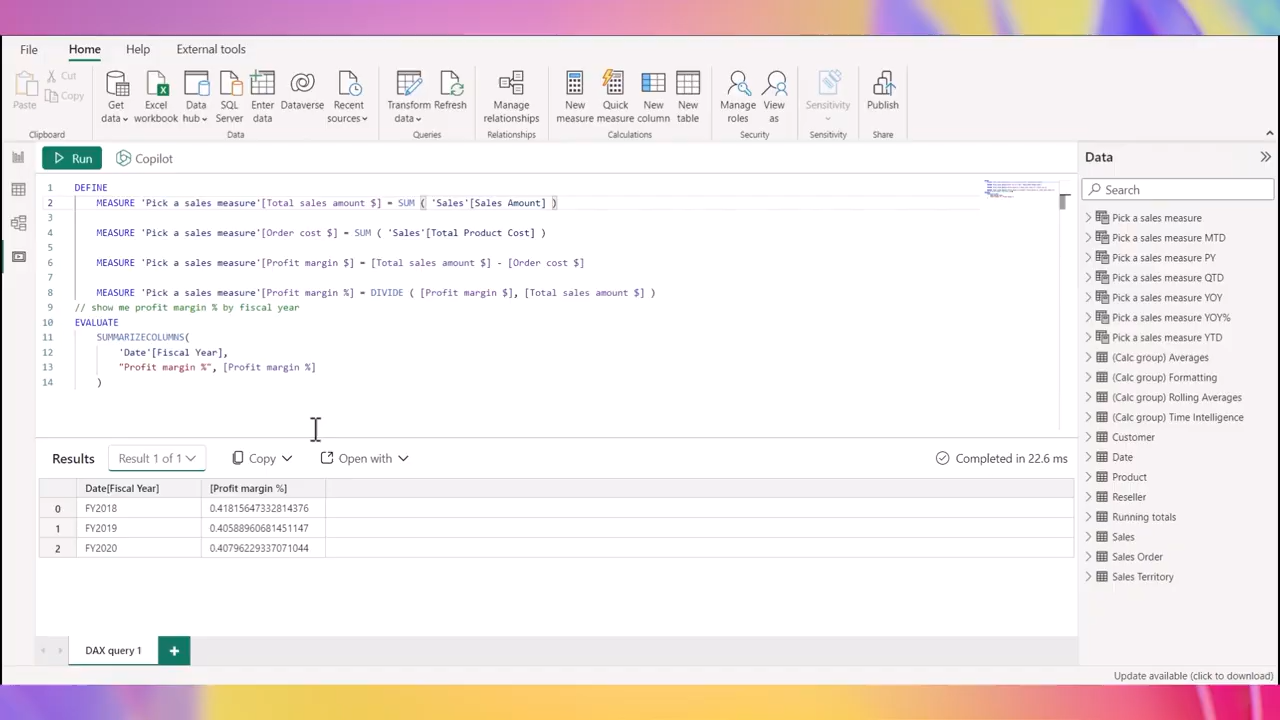 File Home Help External tools
Paste Cut Copy
Get data Excel workbook Data hub SQL Server Enter data Dataverse Recent sources Transform data Refresh Manage relationships New measure Quick measure New column New table Manage roles View as Sensitivity Publish
Clipboard Data Queries Relationships Calculations Security Sensitivity Share
Run Copilot
1 DEFINE
2 MEASURE 'Pick a sales measure'[Total sales amount $] = SUM ( 'Sales'[Sales Amount] )
3
4 MEASURE 'Pick a sales measure'[Order cost $] = SUM ( 'Sales'[Total Product Cost] )
5
6 MEASURE 'Pick a sales measure'[Profit margin $] = [Total sales amount $] - [Order cost $]
7
8 MEASURE 'Pick a sales measure'[Profit margin %] = DIVIDE ( [Profit margin $], [Total sales amount $] )
9 // show me profit margin % by fiscal year
10 EVALUATE
11 SUMMARIZECOLUMNS(
12 'Date'[Fiscal Year],
13 "Profit margin %", [Profit margin %]
14 )
Results Result 1 of 1 Copy Open with Completed in 22.6 ms
Date[Fiscal Year] [Profit margin %]
0 FY2018 0.41815647332814376
1 FY2019 0.40588960681451147
2 FY2020 0.40796229337071044
DAX query 1
Data
Search
Pick a sales measure
Pick a sales measure MTD
Pick a sales measure PY
Pick a sales measure QTD
Pick a sales measure YOY
Pick a sales measure YOY%
Pick a sales measure YTD
(Calc group) Averages
(Calc group) Formatting
(Calc group) Rolling Averages
(Calc group) Time Intelligence
Customer
Date
Product
Reseller
Running totals
Sales
Sales Order
Sales Territory
Update available (click to download)